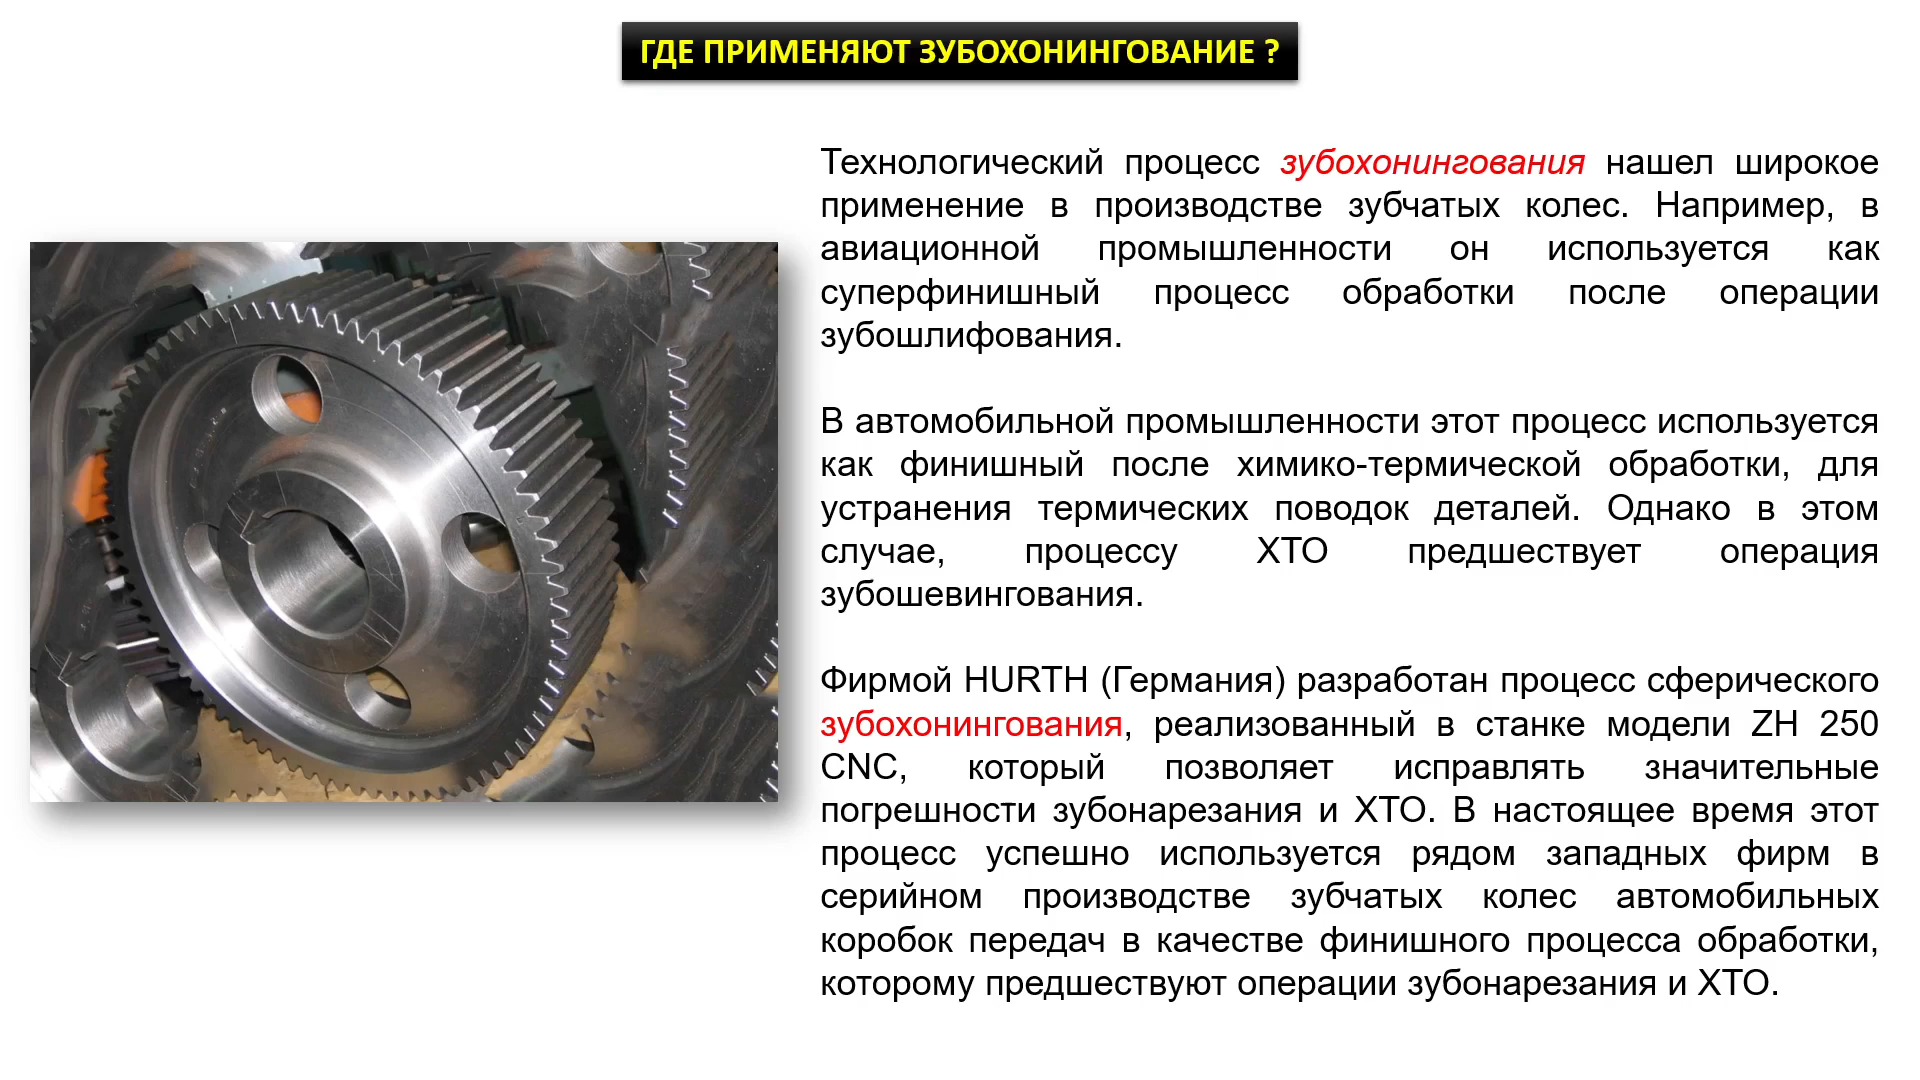 ГДЕ ПРИМЕНЯЮТ ЗУБОХОНИНГОВАНИЕ ?
Технологический процесс зубохонингования нашел широкое
применение в производстве зубчатых колес. Например, в
авиационной промышленности он используется как
суперфинишный процесс обработки после операции
зубошлифования.
В автомобильной промышленности этот процесс используется
как финишный после химико-термической обработки, для
устранения термических поводок деталей. Однако в этом
случае, процессу ХТО предшествует операция
зубошевингования.
Фирмой HURTH (Германия) разработан процесс сферического
зубохонингования, реализованный в станке модели ZH 250
CNC, который позволяет исправлять значительные
погрешности зубонарезания и ХТО. В настоящее время этот
процесс успешно используется рядом западных фирм в
серийном производстве зубчатых колес автомобильных
коробок передач в качестве финишного процесса обработки,
которому предшествуют операции зубонарезания и ХТО.